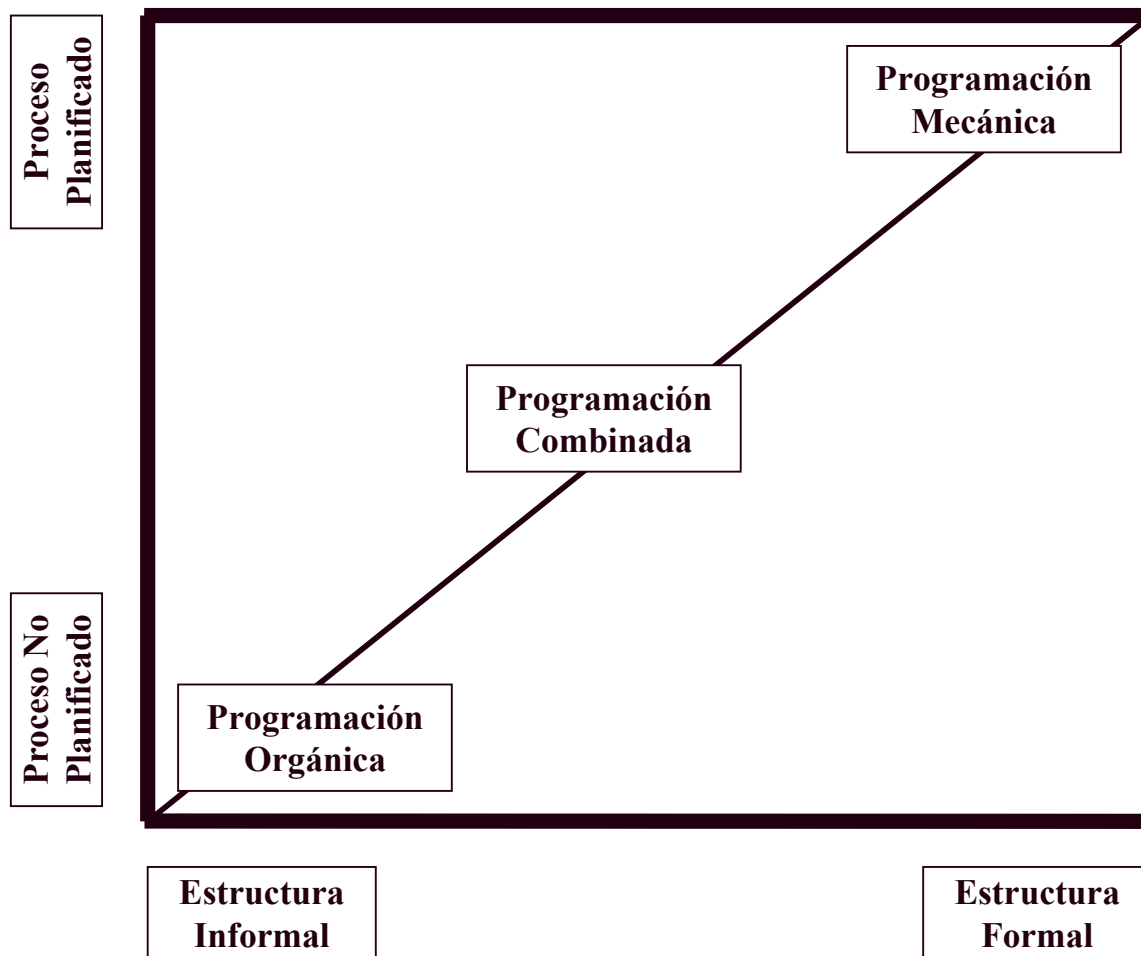 Proceso
Planificado
Programación
Mecánica
Programación
Combinada
Proceso No
Planificado
Programación
Orgánica
Estructura
Informal
Estructura
Formal